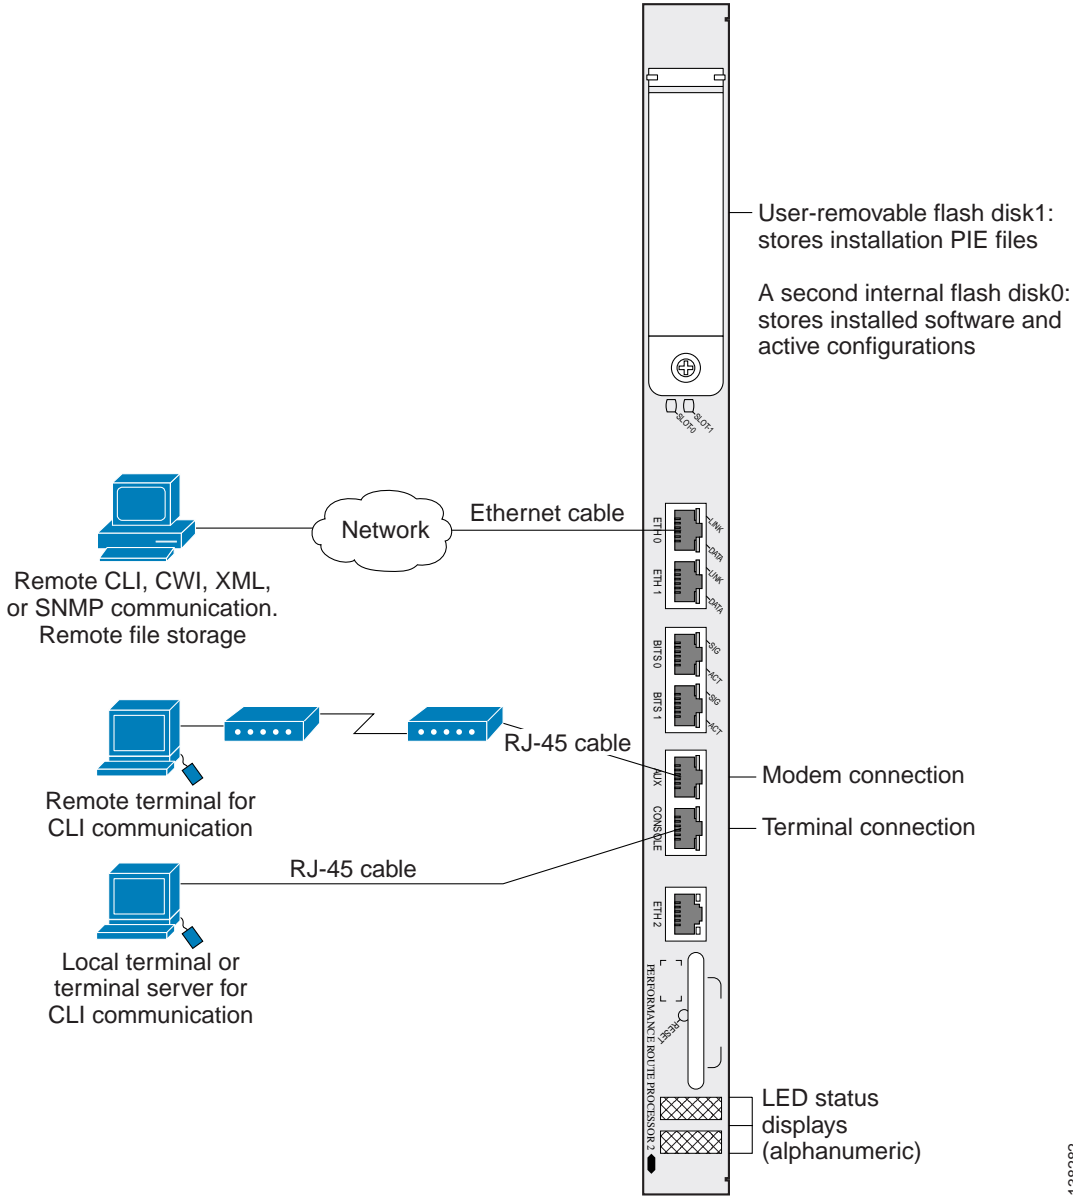 User-removable flash disk1:
stores installation PIE files
A second internal flash disk0:
stores installed software and
active configurations
SLOT-0
SLOT-1
Ethernet cable
Network
ETH 0
LINK
DATA
ETH 1
LINK
DATA
Remote CLI, CWI, XML,
or SNMP communication.
Remote file storage
BITS 0
SIG
ACT
BITS 1
SIG
ACT
RJ-45 cable
AUX
Modem connection
Remote terminal for
CLI communication
CONSOLE
Terminal connection
RJ-45 cable
ETH 2
Local terminal or
terminal server for
CLI communication
RESET
PERFORMANCE ROUTE PROCESSOR 2
LED status
displays
(alphanumeric)